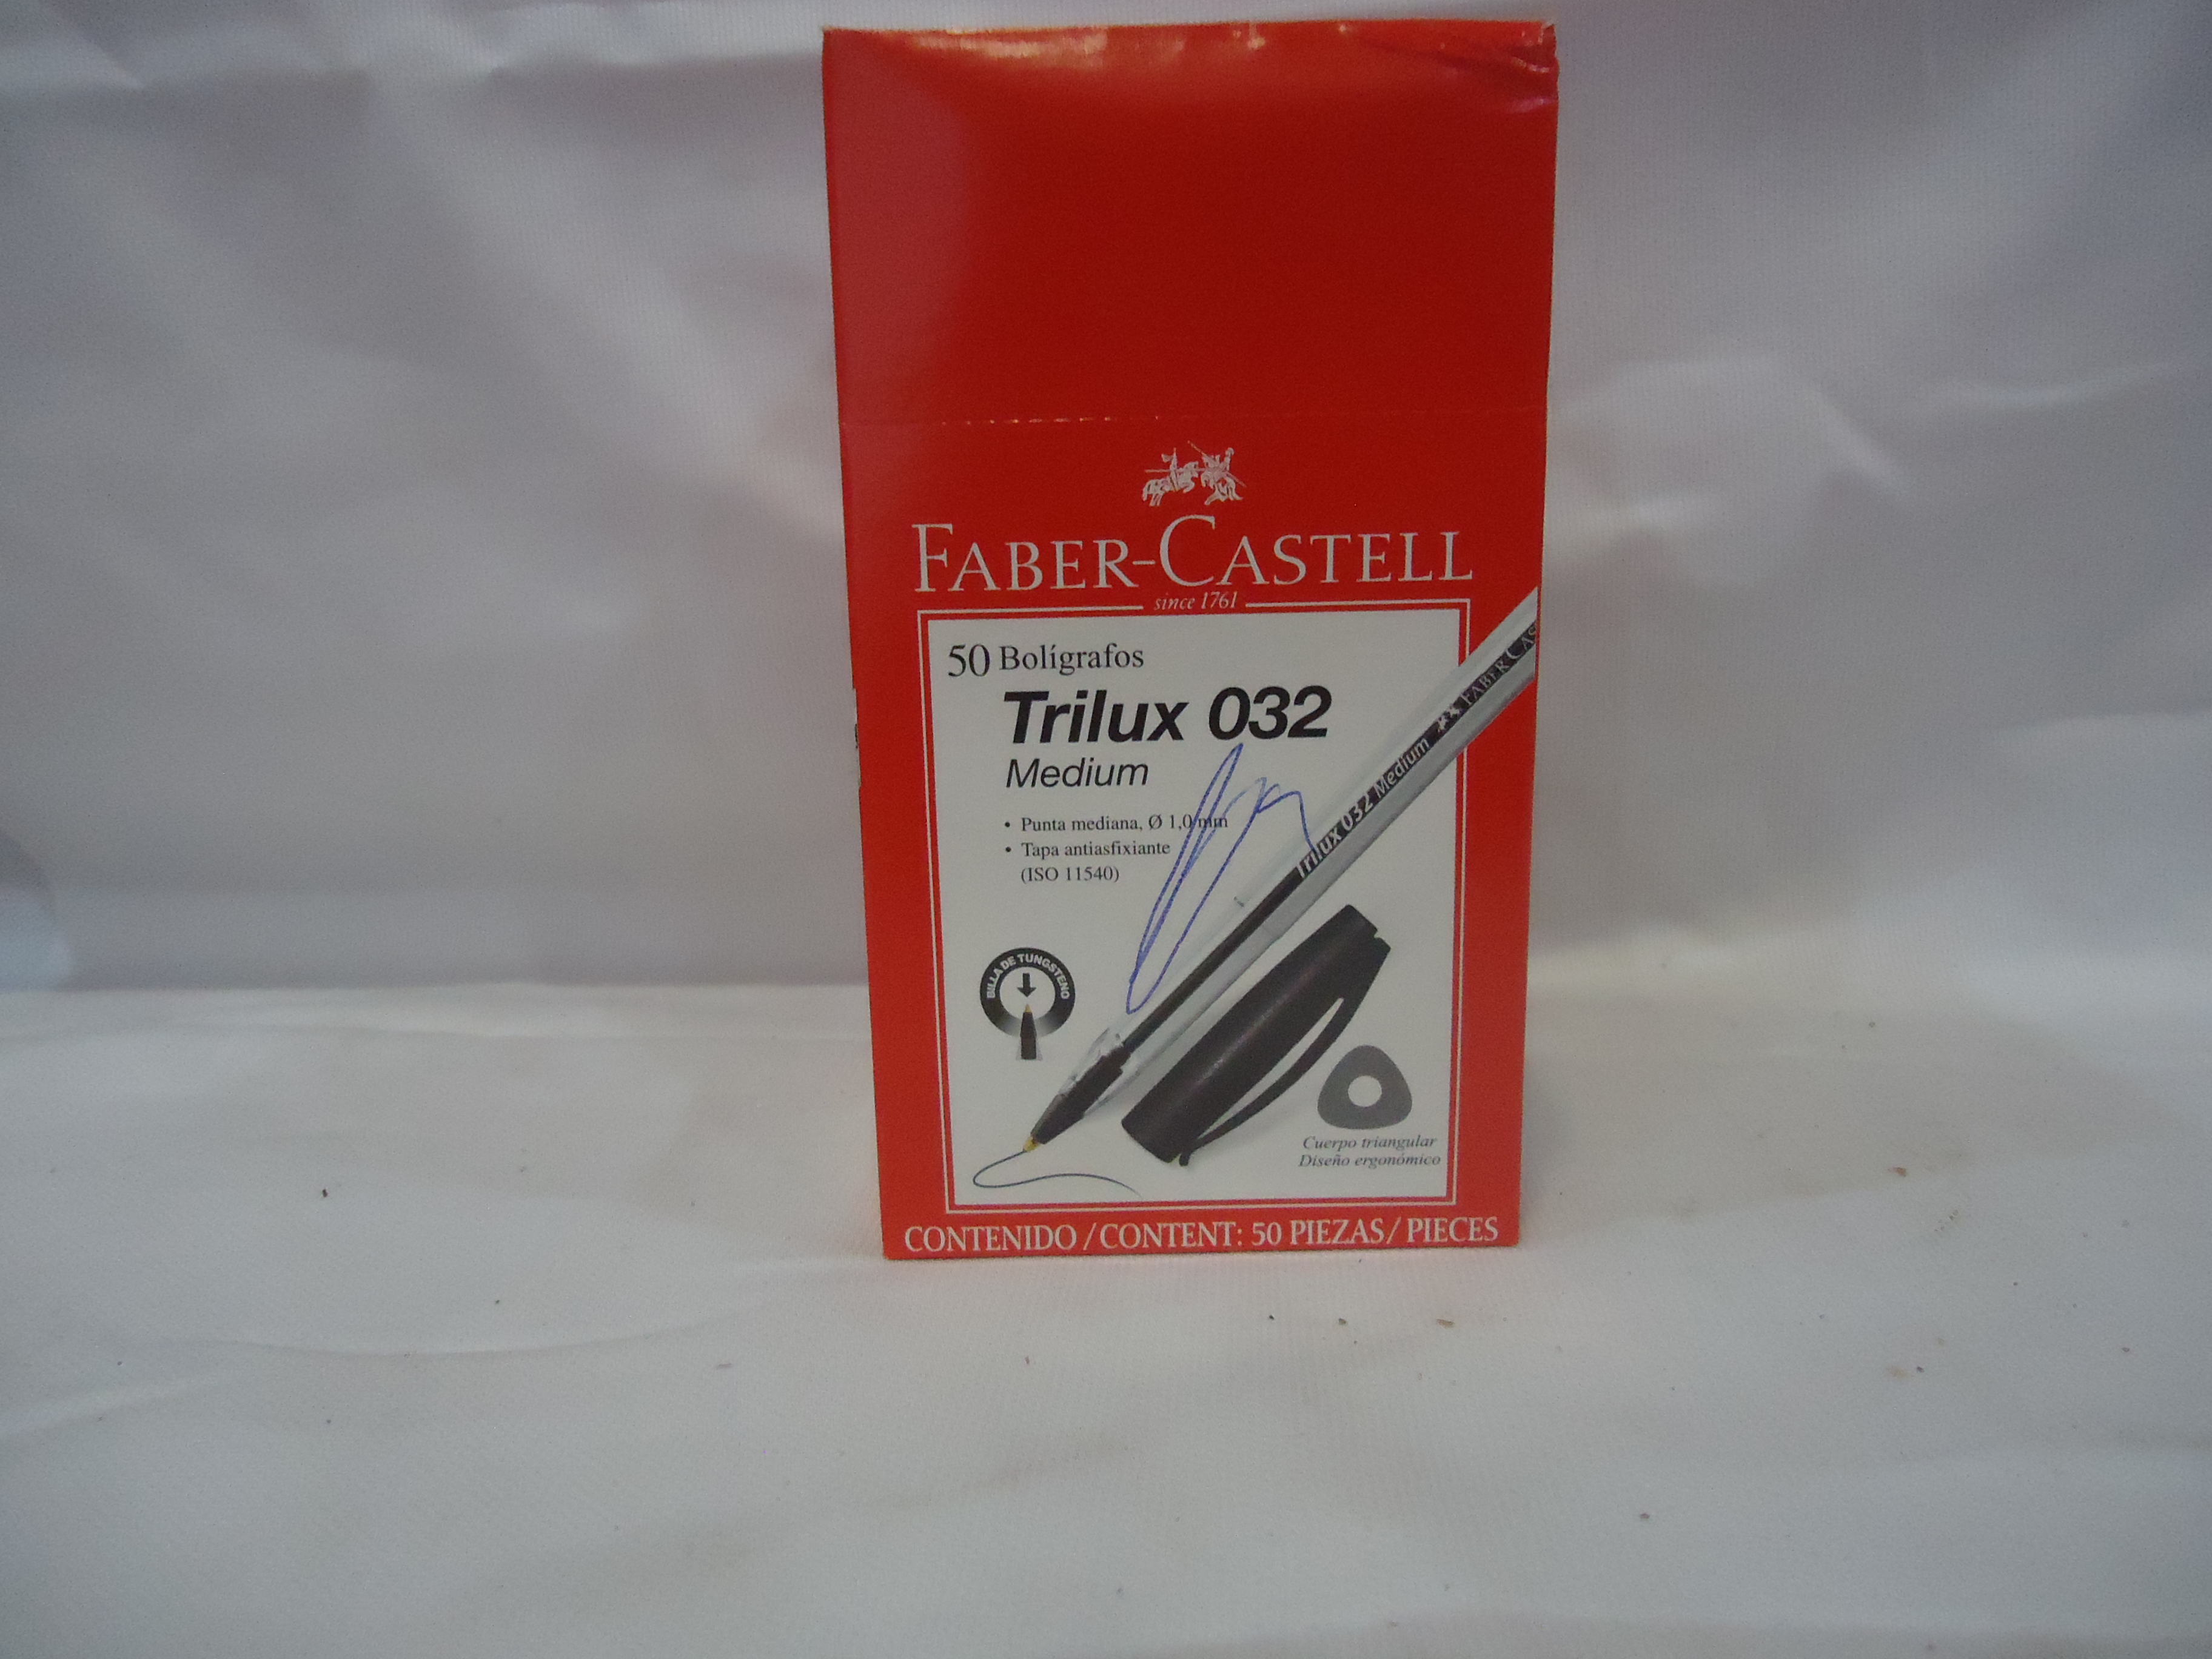 FABER-CASTELL
since 1761
50 Bolígrafos
Trilux 032
Medium
• Punta mediana, Ø 1,0 mm
• Tapa antiasfixiante
(ISO 11540)
Trilux 032 Medium FABER CAS
BILLA DE TUNGSTENO
Cuerpo triangular
Diseño ergonómico
CONTENIDO / CONTENT: 50 PIEZAS / PIECES